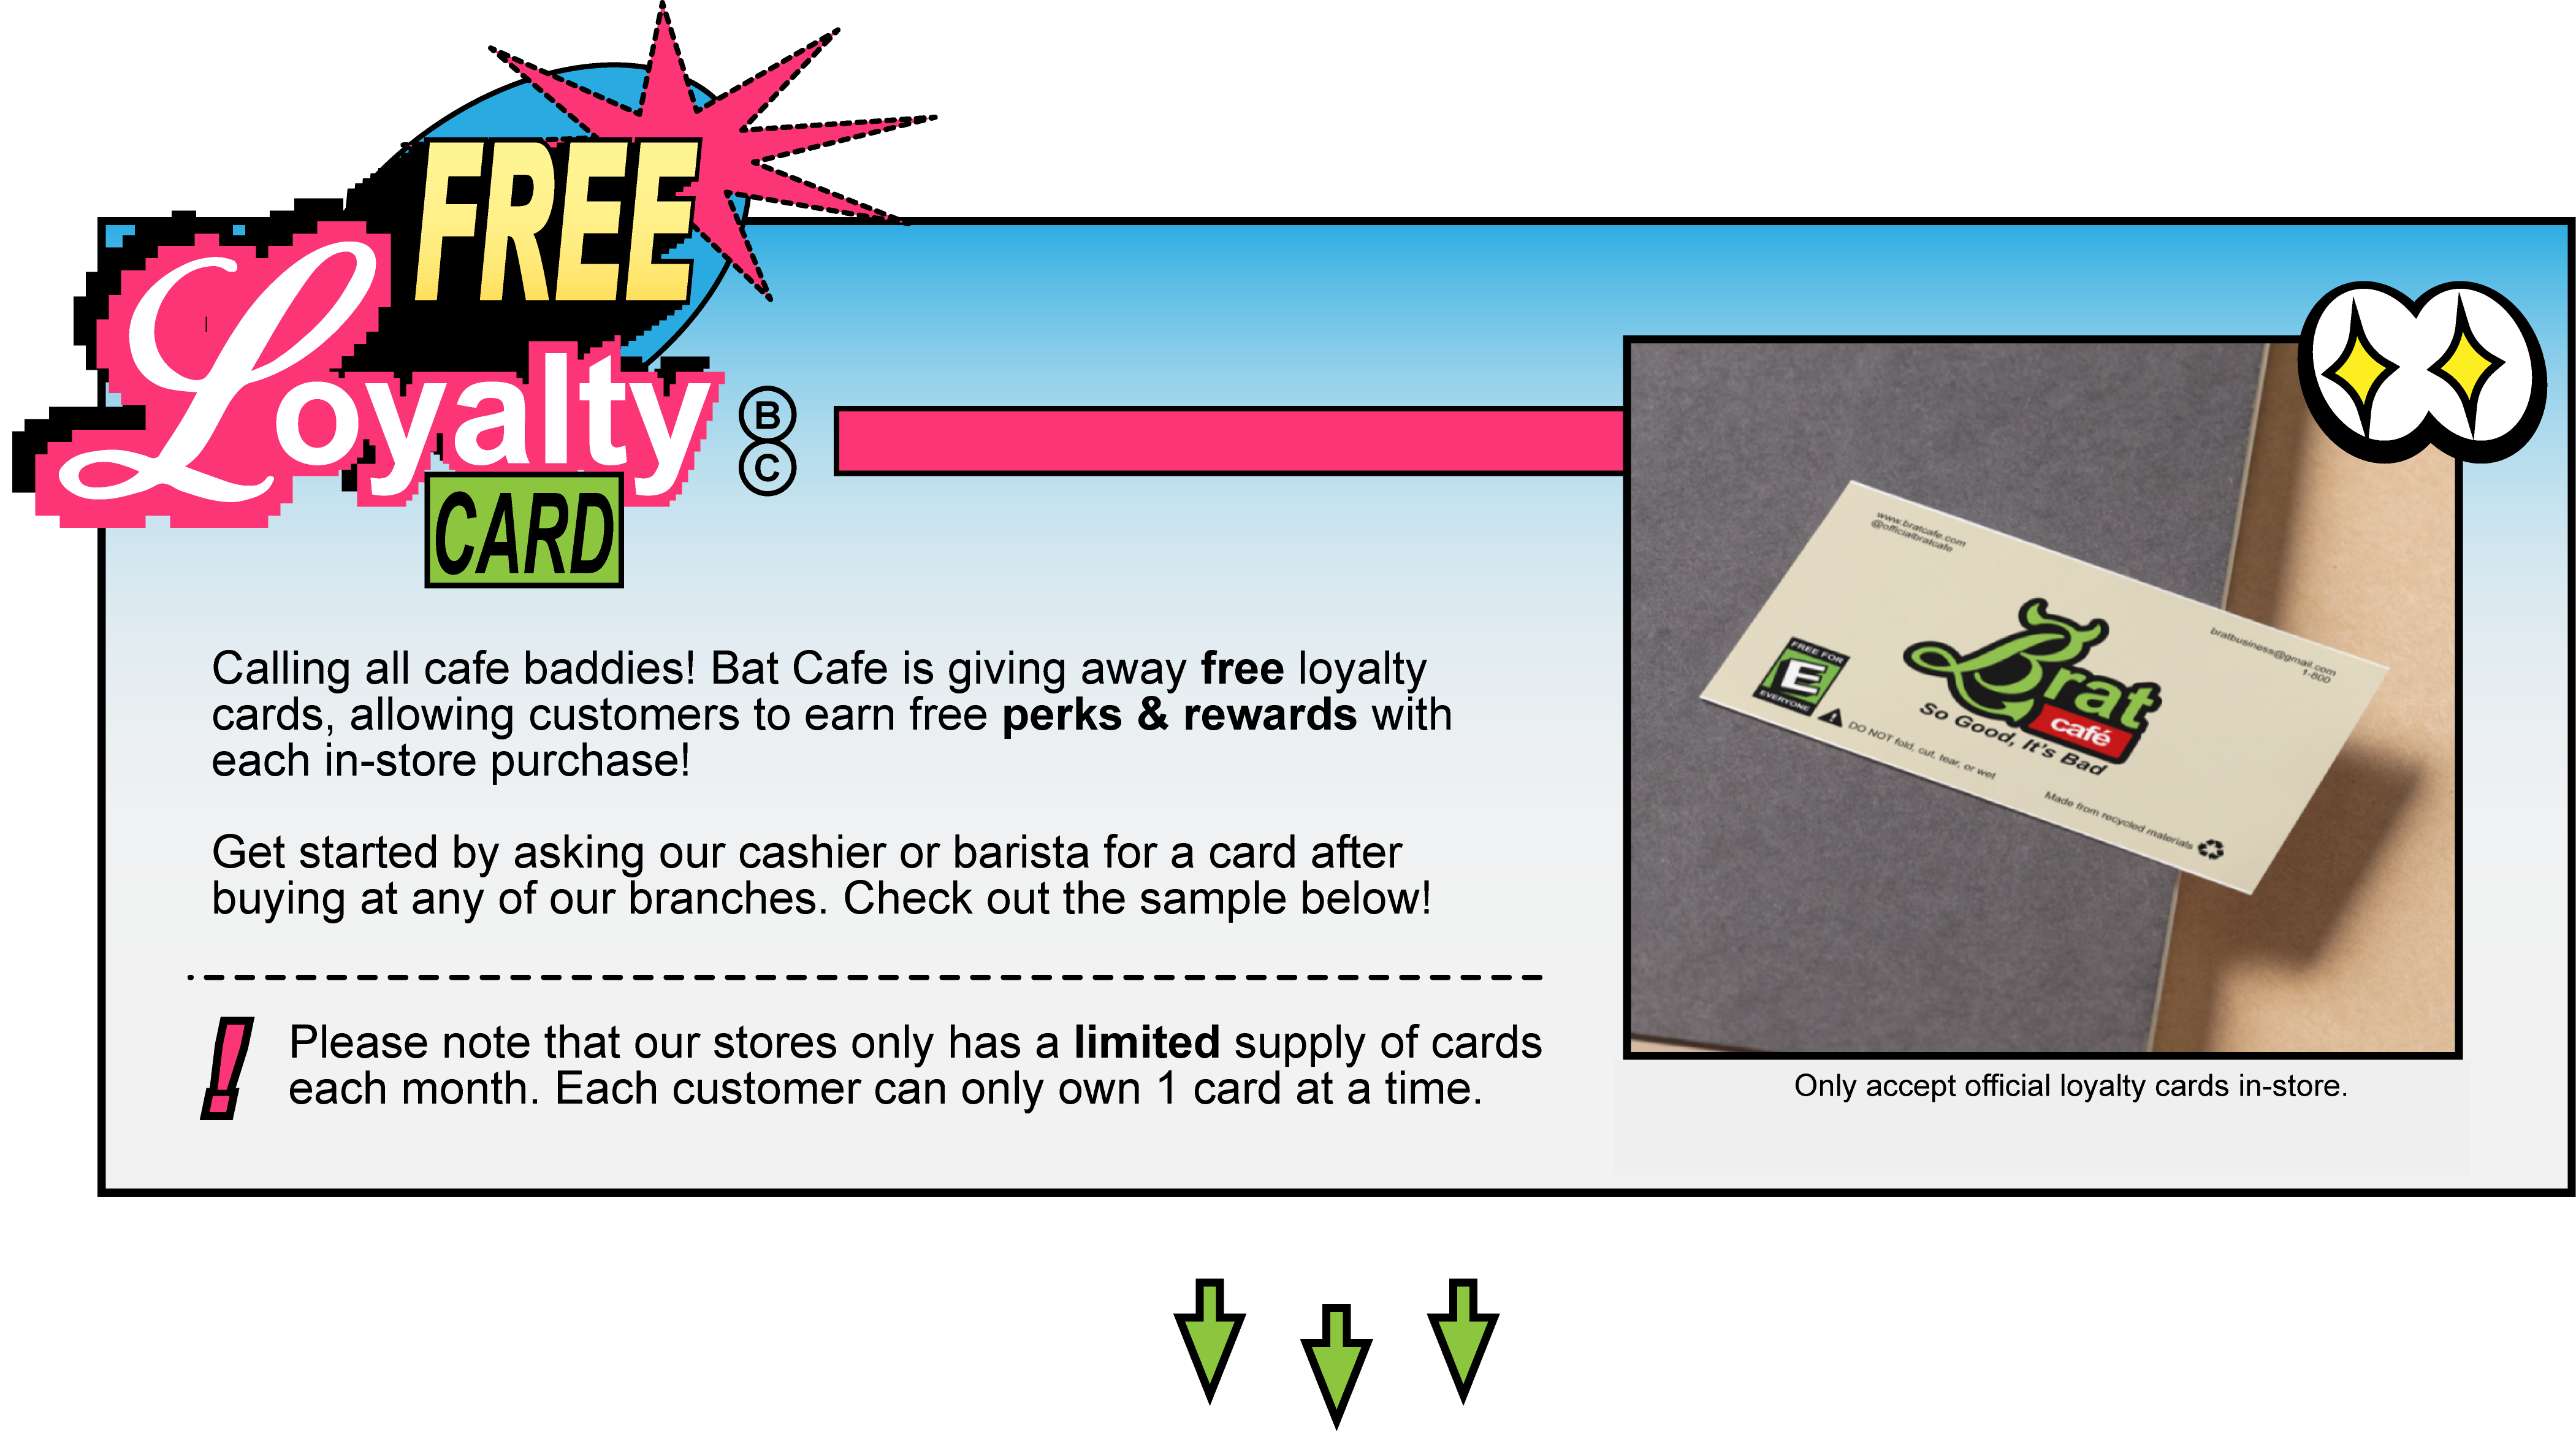 FREE
Loyalty
CARD
B
C
Calling all cafe baddies! Bat Cafe is giving away free loyalty
cards, allowing customers to earn free perks & rewards with
each in-store purchase!
Get started by asking our cashier or barista for a card after
buying at any of our branches. Check out the sample below!
! Please note that our stores only has a limited supply of cards
each month. Each customer can only own 1 card at a time.
www.bratcafe.com
@officialbratcafe
bratbusiness@gmail.com
1-800
Brat
café
So Good, It's Bad
FREE FOR
E
EVERYONE
DO NOT fold, cut, tear, or wet
Made from recycled materials
Only accept official loyalty cards in-store.